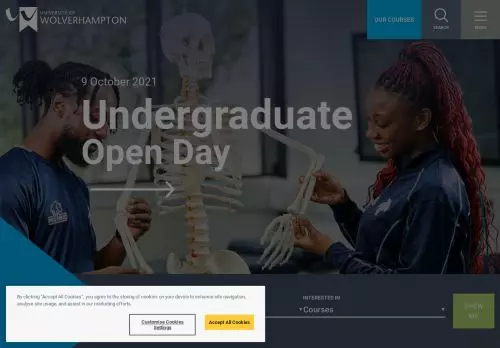 UNIVERSITY OF
WOLVERHAMPTON
OUR COURSES
SEARCH
MENU
9 October 2021
Undergraduate
Open Day
By clicking "Accept All Cookies", you agree to the storing of cookies on your device to enhance site navigation,
analyze site usage, and assist in our marketing efforts.
Customise Cookies
Settings
Accept All Cookies
INTERESTED IN
Courses
SHOW
ME